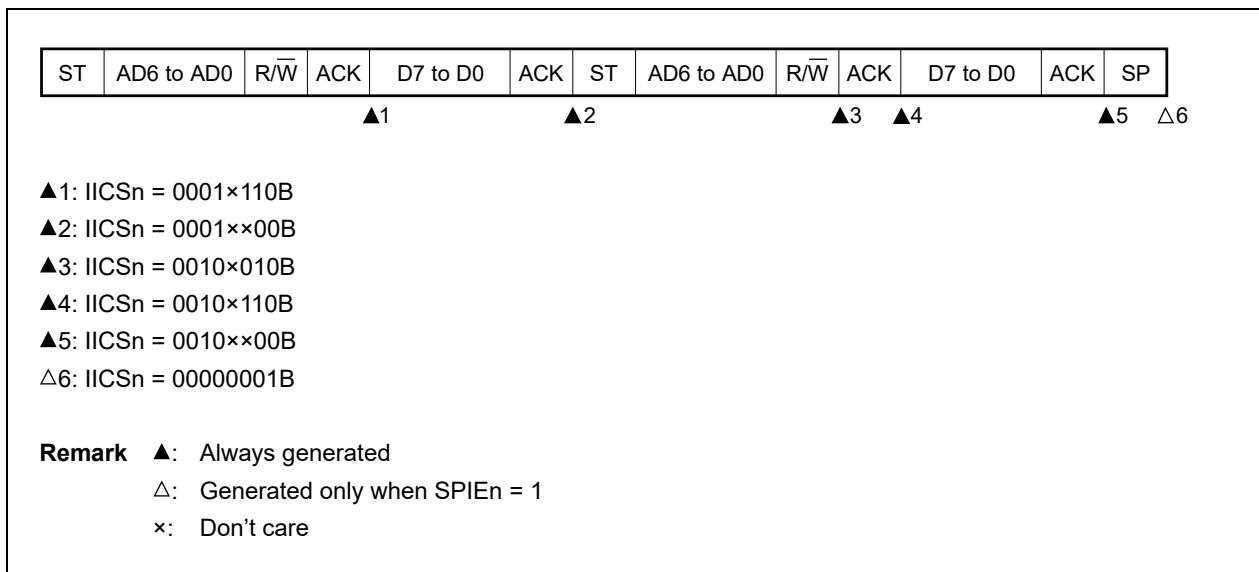 ST AD6 to AD0 R/W̅ ACK D7 to D0 ACK ST AD6 to AD0 R/W̅ ACK D7 to D0 ACK SP
▲1 ▲2 ▲3 ▲4 ▲5 △6
▲1: IICSn = 0001×110B
▲2: IICSn = 0001××00B
▲3: IICSn = 0010×010B
▲4: IICSn = 0010×110B
▲5: IICSn = 0010××00B
△6: IICSn = 00000001B
Remark ▲: Always generated
△: Generated only when SPIEn = 1
×: Don’t care